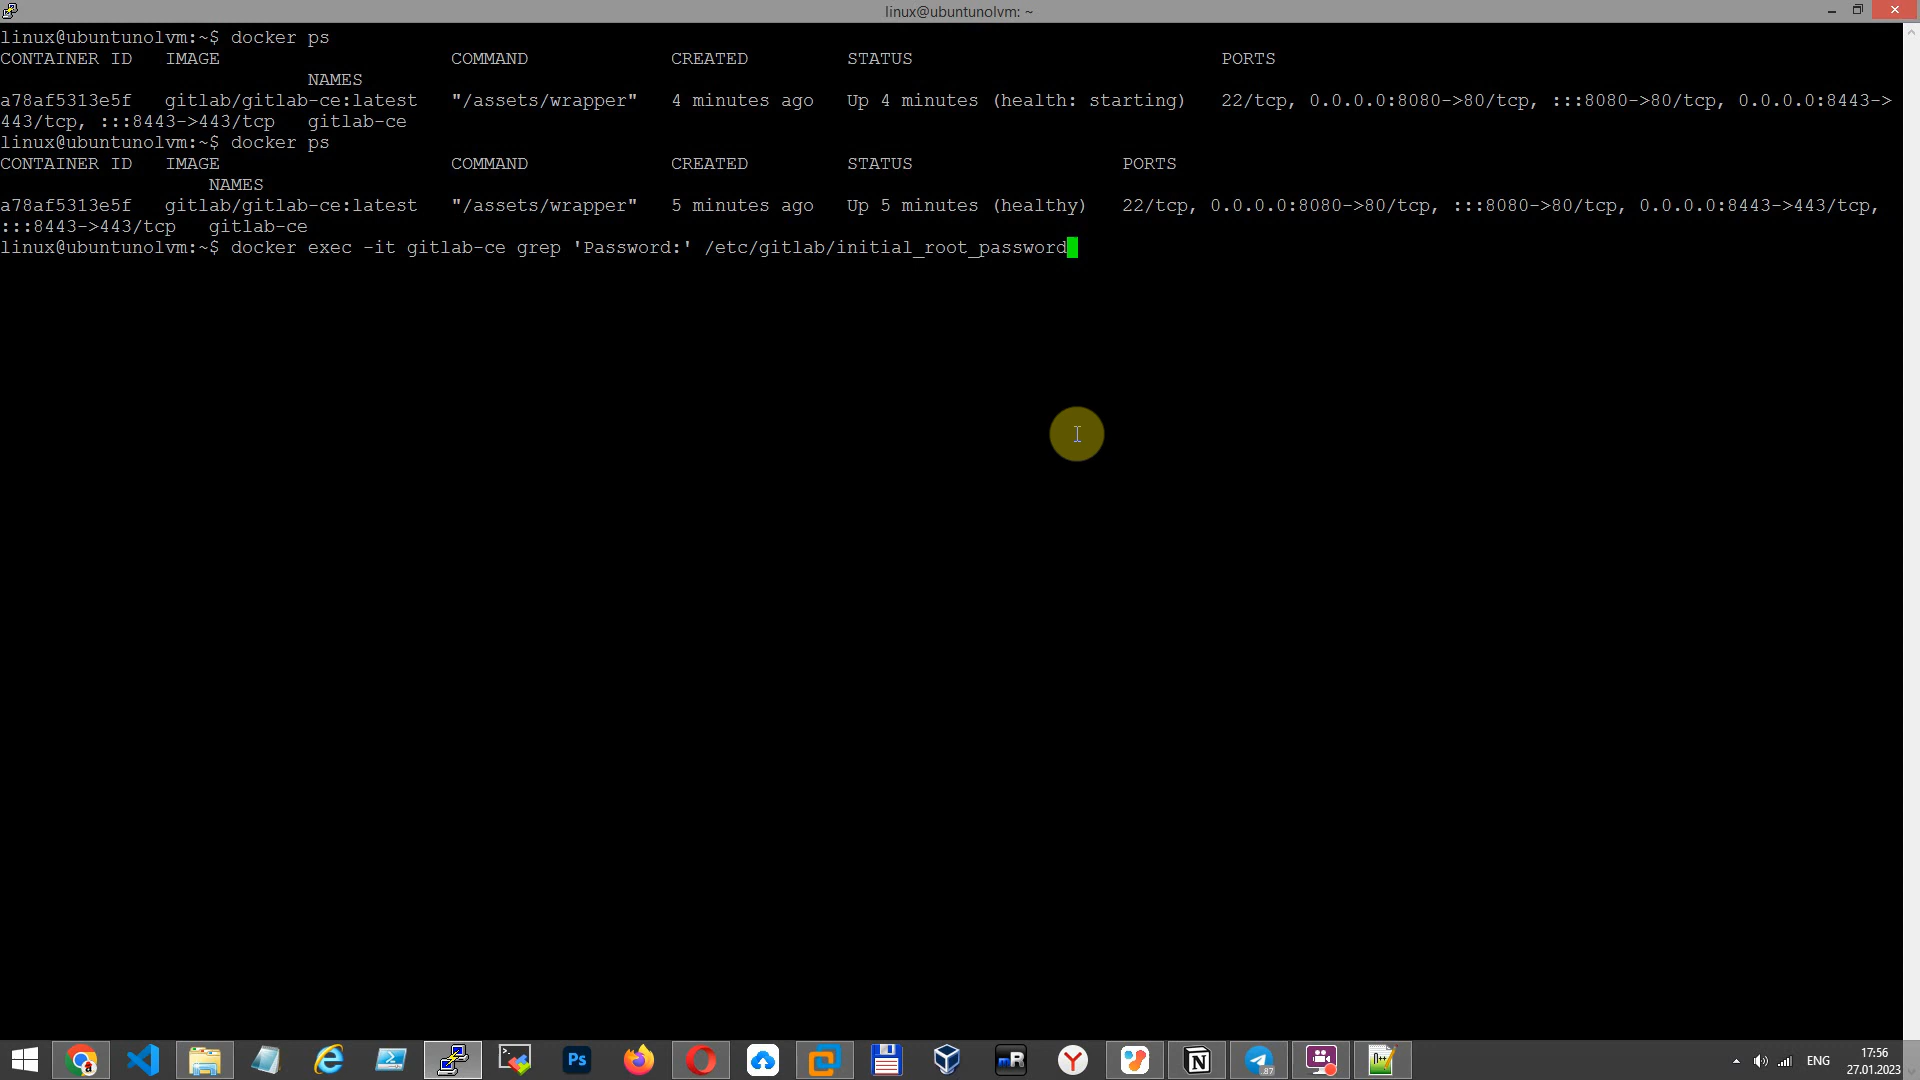 linux@ubuntunolvm: ~
linux@ubuntunolvm:~$ docker ps
CONTAINER ID   IMAGE                     COMMAND             CREATED         STATUS                            PORTS
                            NAMES
a78af5313e5f   gitlab/gitlab-ce:latest   "/assets/wrapper"   4 minutes ago   Up 4 minutes (health: starting)   22/tcp, 0.0.0.0:8080->80/tcp, :::8080->80/tcp, 0.0.0.0:8443->
443/tcp, :::8443->443/tcp   gitlab-ce
linux@ubuntunolvm:~$ docker ps
CONTAINER ID   IMAGE                     COMMAND             CREATED         STATUS                   PORTS
                   NAMES
a78af5313e5f   gitlab/gitlab-ce:latest   "/assets/wrapper"   5 minutes ago   Up 5 minutes (healthy)   22/tcp, 0.0.0.0:8080->80/tcp, :::8080->80/tcp, 0.0.0.0:8443->443/tcp,
:::8443->443/tcp   gitlab-ce
linux@ubuntunolvm:~$ docker exec -it gitlab-ce grep 'Password:' /etc/gitlab/initial_root_password
Ps
mR
N
.87
ENG
17:56
27.01.2023